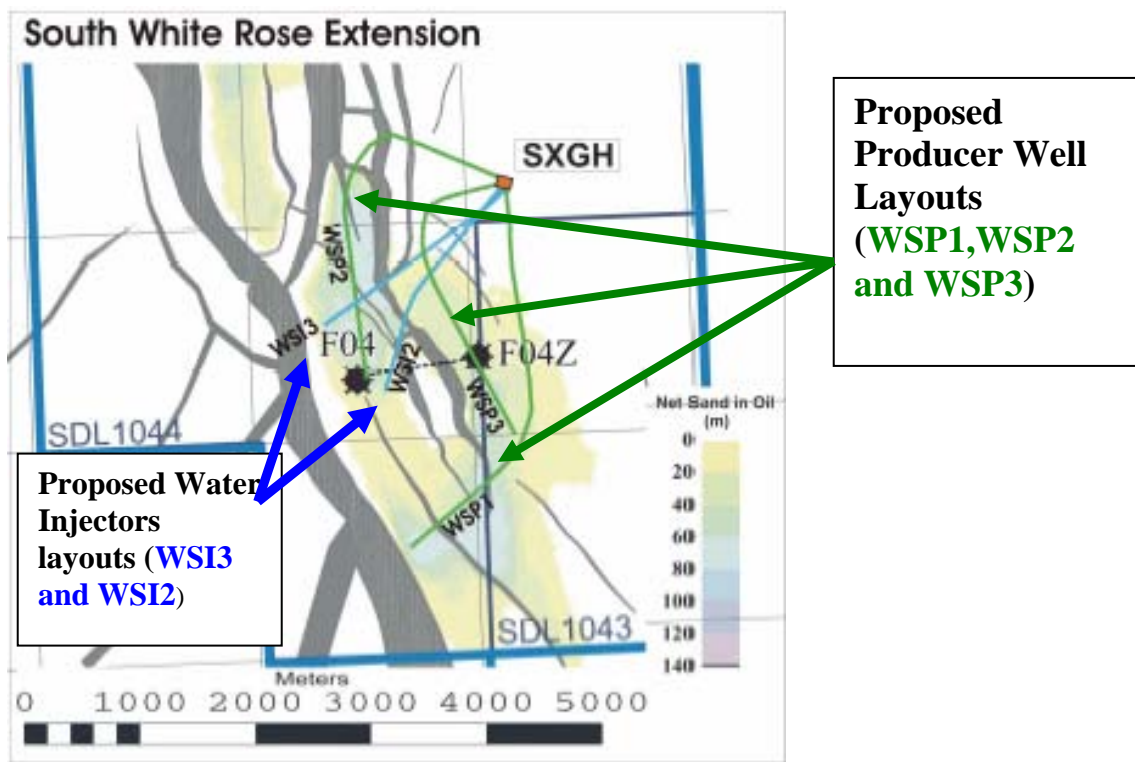 South White Rose Extension
SXGH
Proposed
Producer Well
Layouts
(WSP1,WSP2
and WSP3)
WSP2
WSI3
F04
WSI2
F04Z
WSP3
WSP1
SDL1044
SDL1043
Proposed Water
Injectors
layouts (WSI3
and WSI2)
Net Sand in Oil
(m)
0
20
40
60
80
100
120
140
Meters
0 1000 2000 3000 4000 5000